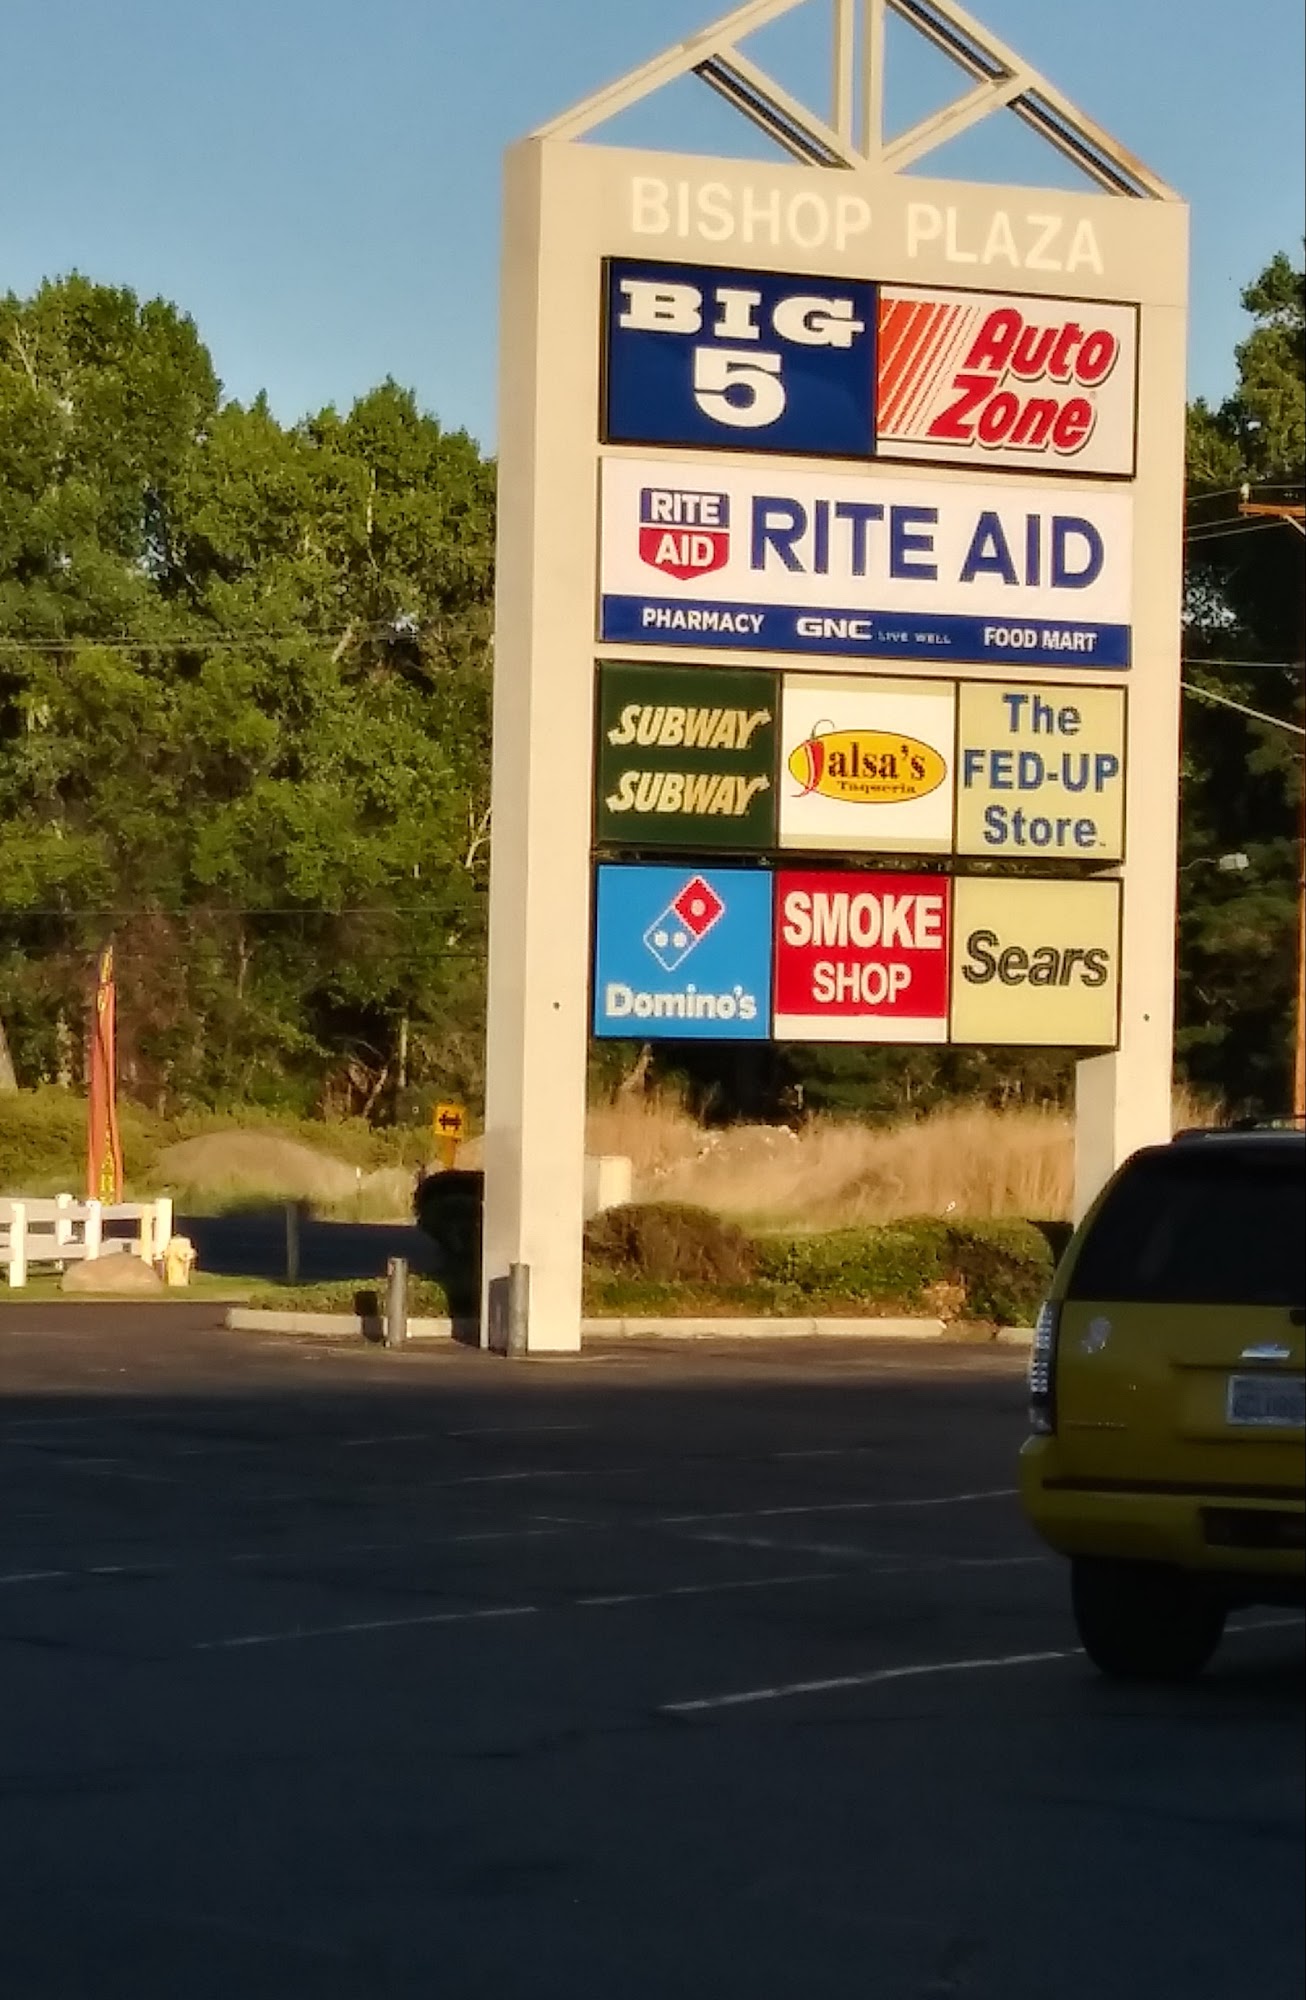 BISHOP PLAZA
BIG
5
Auto
Zone
RITE
AID
RITE AID
PHARMACY GNC LIVE WELL FOOD MART
SUBWAY
SUBWAY
Salsa's
Taqueria
The
FED-UP
Store
Domino's
SMOKE
SHOP
Sears